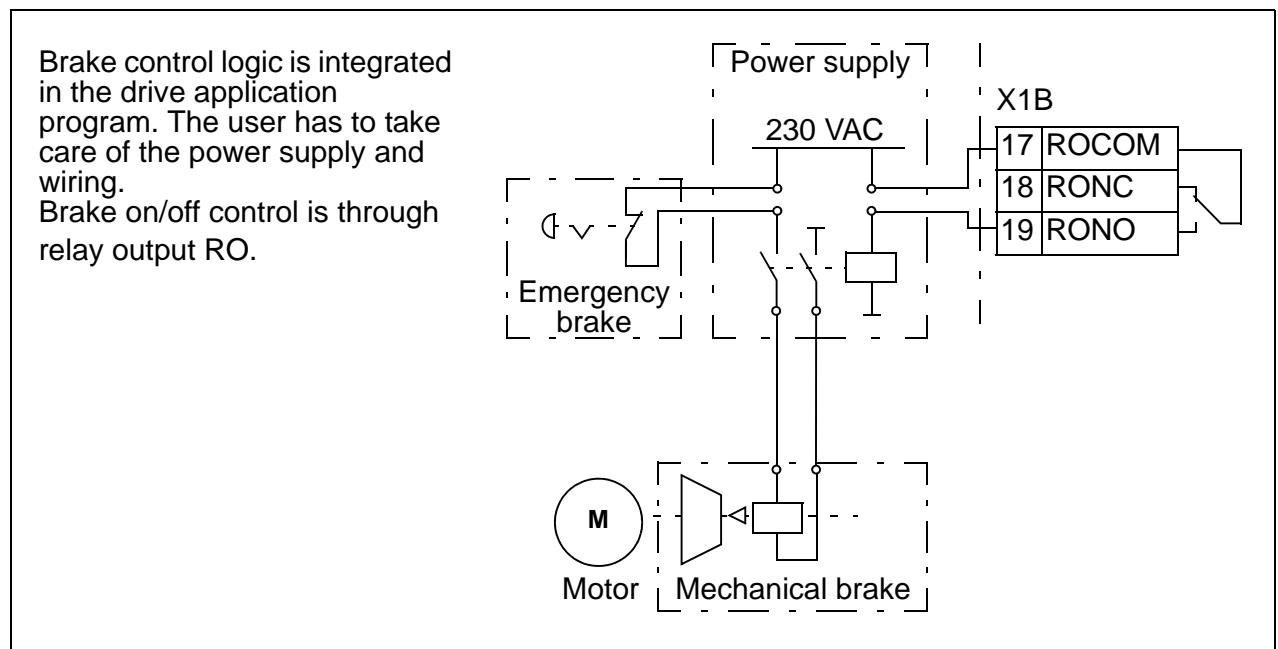 Brake control logic is integrated
in the drive application
program. The user has to take
care of the power supply and
wiring.
Brake on/off control is through
relay output RO.
Power supply
230 VAC
X1B
17 ROCOM
18 RONC
19 RONO
Emergency
brake
M
Motor
Mechanical brake